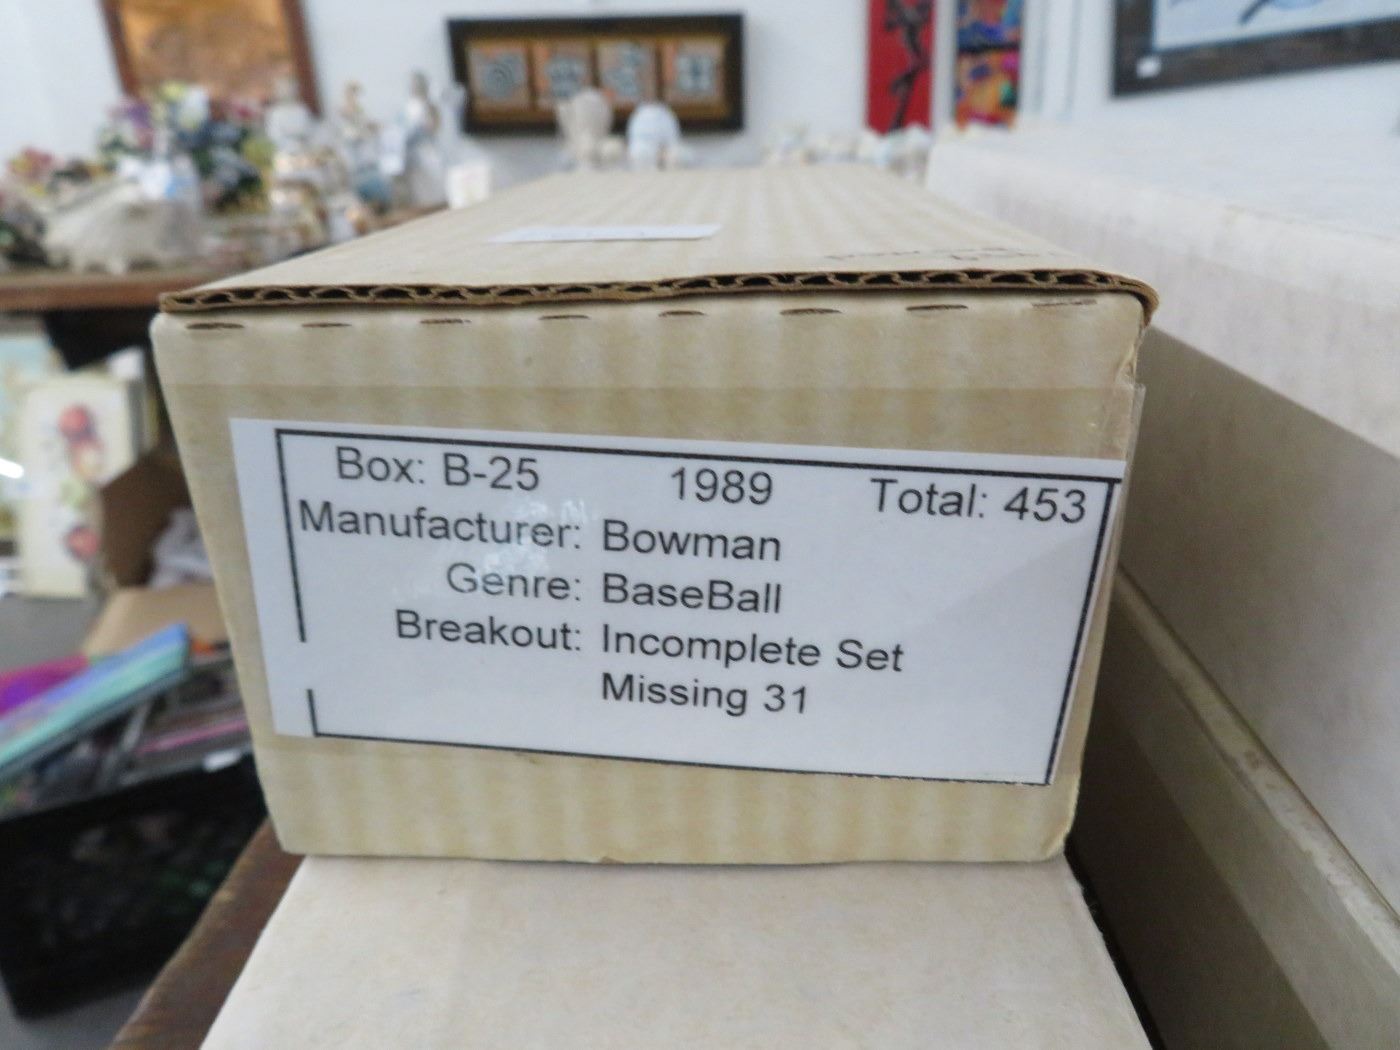 Box: B-25 1989 Total: 453
Manufacturer: Bowman
Genre: BaseBall
Breakout: Incomplete Set
Missing 31